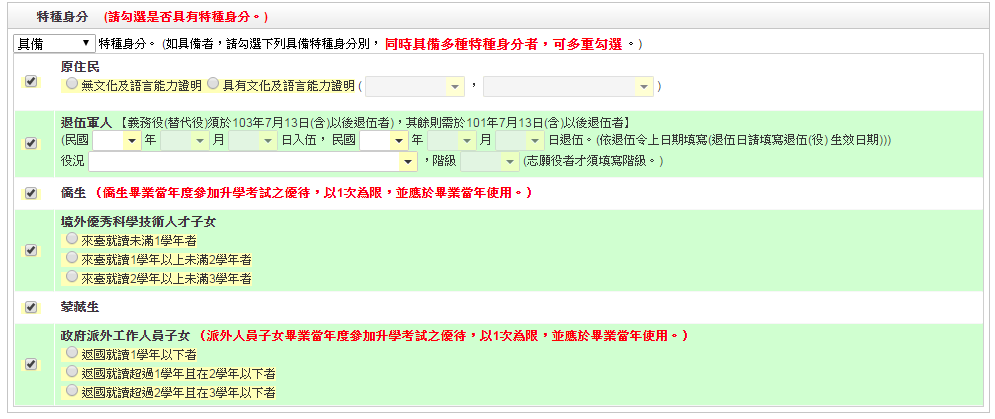 特種身分 (請勾選是否具有特種身分。)
具備 特種身分。 (如具備者，請勾選下列具備特種身分別， 同時具備多種特種身分者，可多重勾選 。)
原住民
無文化及語言能力證明 具有文化及語言能力證明 ( ， )
退伍軍人 【義務役(替代役)須於103年7月13日(含)以後退伍者)，其餘則需於101年7月13日(含)以後退伍者】
(民國 年 月 日入伍， 民國 年 月 日退伍。(依退伍令上日期填寫(退伍日請填寫退伍(役) 生效日期)))
役況 ，階級 (志願役者才須填寫階級。)
僑生 （僑生畢業當年度參加升學考試之優待，以1次為限，並應於畢業當年使用。）
境外優秀科學技術人才子女
來臺就讀未滿1學年者
來臺就讀1學年以上未滿2學年者
來臺就讀2學年以上未滿3學年者
蒙藏生
政府派外工作人員子女 （派外人員子女畢業當年度參加升學考試之優待，以1次為限，並應於畢業當年使用。）
返國就讀1學年以下者
返國就讀超過1學年且在2學年以下者
返國就讀超過2學年且在3學年以下者